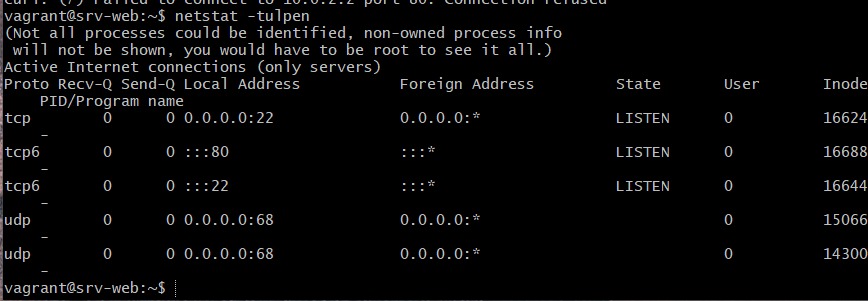 curl: (7) Failed to connect to 10.0.2.2 port 80: Connection refused
vagrant@srv-web:~$ netstat -tulpen
(Not all processes could be identified, non-owned process info
 will not be shown, you would have to be root to see it all.)
Active Internet connections (only servers)
Proto Recv-Q Send-Q Local Address           Foreign Address         State       User       Inode
    PID/Program name
tcp        0      0 0.0.0.0:22              0.0.0.0:*               LISTEN      0          16624
    -
tcp6       0      0 :::80                   :::*                    LISTEN      0          16688
    -
tcp6       0      0 :::22                   :::*                    LISTEN      0          16644
    -
udp        0      0 0.0.0.0:68              0.0.0.0:*                           0          15066
    -
udp        0      0 0.0.0.0:68              0.0.0.0:*                           0          14300
    -
vagrant@srv-web:~$